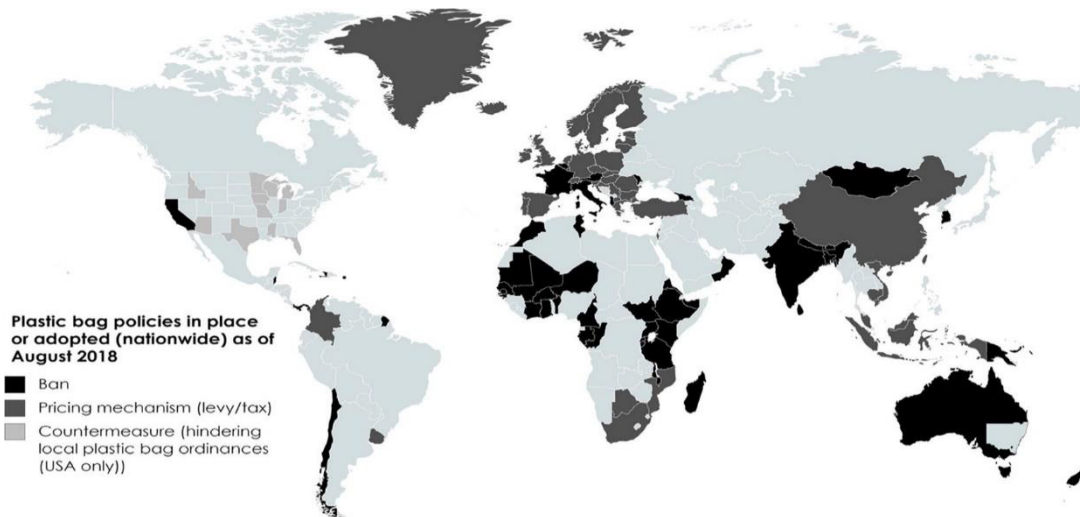 Plastic bag policies in place
or adopted (nationwide) as of
August 2018
Ban
Pricing mechanism (levy/tax)
Countermeasure (hindering
local plastic bag ordinances
(USA only))